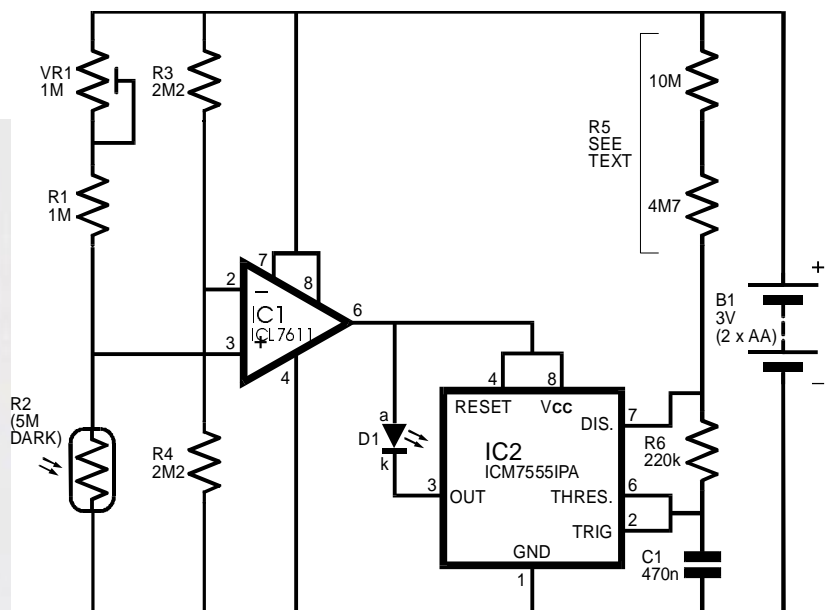 VR1
1M
R3
2M2
10M
R5
SEE
TEXT
R1
1M
4M7
7
8
2
–
IC1
ICL7611
3
+
6
4
B1
3V
(2 x AA)
+
–
R2
(5M
DARK)
R4
2M2
a
D1
k
4
8
RESET
Vcc
DIS.
7
IC2
ICM7555IPA
3
OUT
THRES.
6
TRIG
2
GND
1
R6
220k
C1
470n